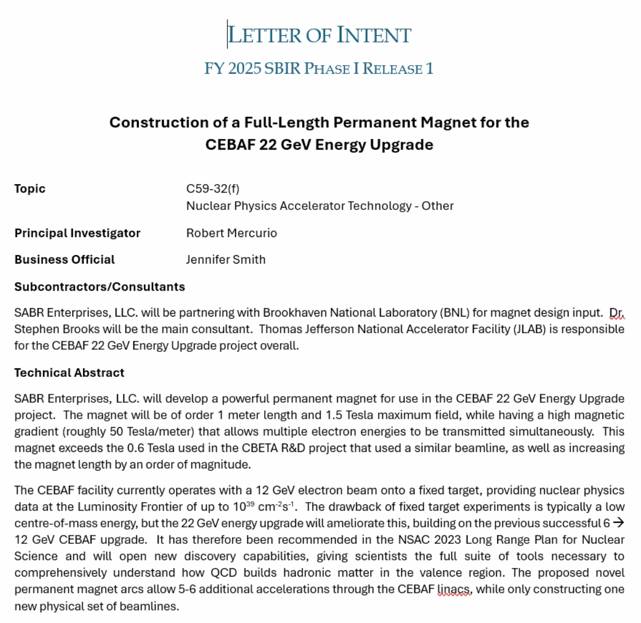 LETTER OF INTENT
FY 2025 SBIR PHASE I RELEASE 1
Construction of a Full-Length Permanent Magnet for the
CEBAF 22 GeV Energy Upgrade
Topic C59-32(f)
Nuclear Physics Accelerator Technology - Other
Principal Investigator Robert Mercurio
Business Official Jennifer Smith
Subcontractors/Consultants
SABR Enterprises, LLC. will be partnering with Brookhaven National Laboratory (BNL) for magnet design input. Dr.
Stephen Brooks will be the main consultant. Thomas Jefferson National Accelerator Facility (JLAB) is responsible
for the CEBAF 22 GeV Energy Upgrade project overall.
Technical Abstract
SABR Enterprises, LLC. will develop a powerful permanent magnet for use in the CEBAF 22 GeV Energy Upgrade
project. The magnet will be of order 1 meter length and 1.5 Tesla maximum field, while having a high magnetic
gradient (roughly 50 Tesla/meter) that allows multiple electron energies to be transmitted simultaneously. This
magnet exceeds the 0.6 Tesla used in the CBETA R&D project that used a similar beamline, as well as increasing
the magnet length by an order of magnitude.
The CEBAF facility currently operates with a 12 GeV electron beam onto a fixed target, providing nuclear physics
data at the Luminosity Frontier of up to 10³⁹ cm⁻²s⁻¹. The drawback of fixed target experiments is typically a low
centre-of-mass energy, but the 22 GeV energy upgrade will ameliorate this, building on the previous successful 6 →
12 GeV CEBAF upgrade. It has therefore been recommended in the NSAC 2023 Long Range Plan for Nuclear
Science and will open new discovery capabilities, giving scientists the full suite of tools necessary to
comprehensively understand how QCD builds hadronic matter in the valence region. The proposed novel
permanent magnet arcs allow 5-6 additional accelerations through the CEBAF linacs, while only constructing one
new physical set of beamlines.